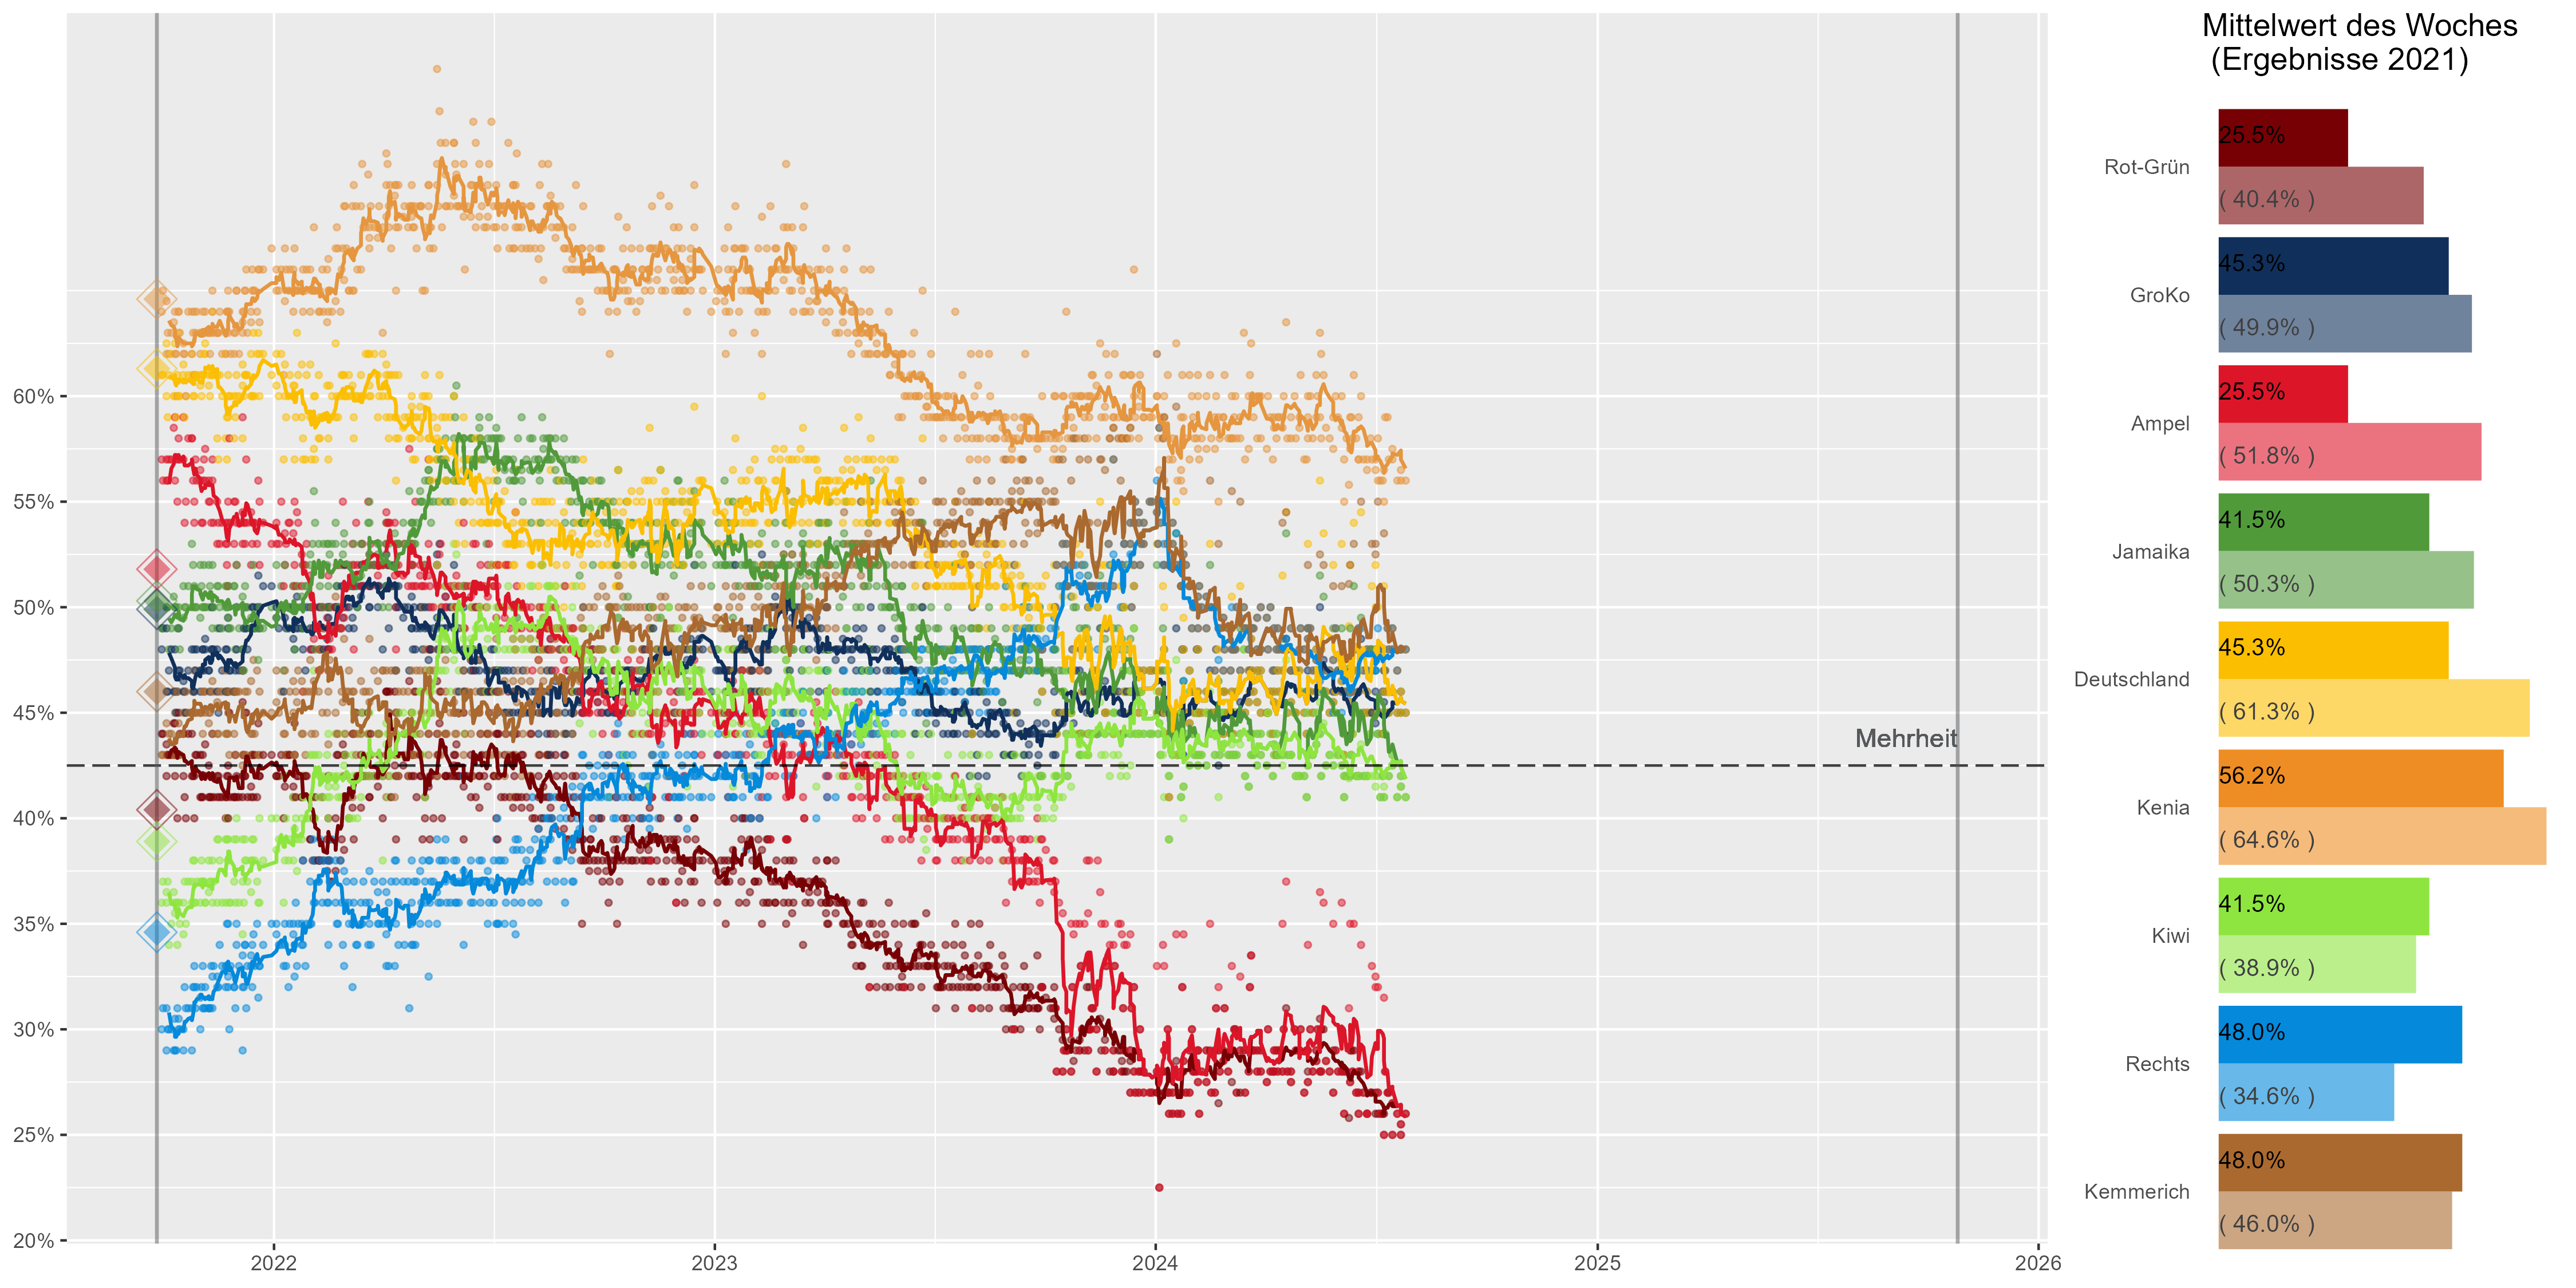 Mittelwert des Woches
(Ergebnisse 2021)
60%
55%
50%
45%
40%
35%
30%
25%
20%
Mehrheit
2022
2023
2024
2025
2026
Rot-Grün
25.5%
( 40.4% )
GroKo
45.3%
( 49.9% )
Ampel
25.5%
( 51.8% )
Jamaika
41.5%
( 50.3% )
Deutschland
45.3%
( 61.3% )
Kenia
56.2%
( 64.6% )
Kiwi
41.5%
( 38.9% )
Rechts
48.0%
( 34.6% )
Kemmerich
48.0%
( 46.0% )